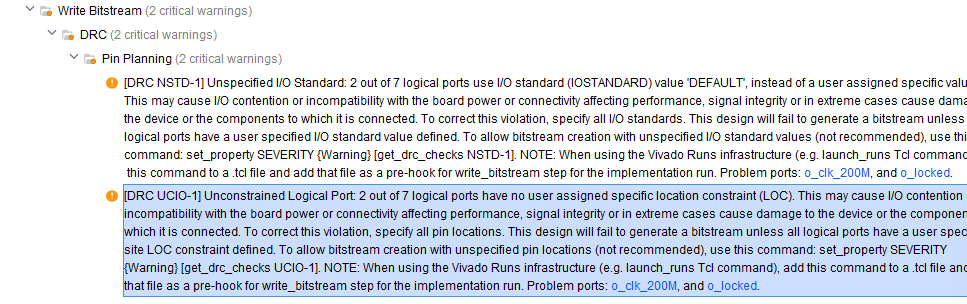 Write Bitstream (2 critical warnings)
DRC (2 critical warnings)
Pin Planning (2 critical warnings)
[DRC NSTD-1] Unspecified I/O Standard: 2 out of 7 logical ports use I/O standard (IOSTANDARD) value 'DEFAULT', instead of a user assigned specific valu
This may cause I/O contention or incompatibility with the board power or connectivity affecting performance, signal integrity or in extreme cases cause dama
the device or the components to which it is connected. To correct this violation, specify all I/O standards. This design will fail to generate a bitstream unless
logical ports have a user specified I/O standard value defined. To allow bitstream creation with unspecified I/O standard values (not recommended), use this
command: set_property SEVERITY {Warning} [get_drc_checks NSTD-1]. NOTE: When using the Vivado Runs infrastructure (e.g. launch_runs Tcl command
this command to a .tcl file and add that file as a pre-hook for write_bitstream step for the implementation run. Problem ports: o_clk_200M, and o_locked.
[DRC UCIO-1] Unconstrained Logical Port: 2 out of 7 logical ports have no user assigned specific location constraint (LOC). This may cause I/O contention
incompatibility with the board power or connectivity affecting performance, signal integrity or in extreme cases cause damage to the device or the componen
which it is connected. To correct this violation, specify all pin locations. This design will fail to generate a bitstream unless all logical ports have a user spec
site LOC constraint defined. To allow bitstream creation with unspecified pin locations (not recommended), use this command: set_property SEVERITY
{Warning} [get_drc_checks UCIO-1]. NOTE: When using the Vivado Runs infrastructure (e.g. launch_runs Tcl command), add this command to a .tcl file and
that file as a pre-hook for write_bitstream step for the implementation run. Problem ports: o_clk_200M, and o_locked.